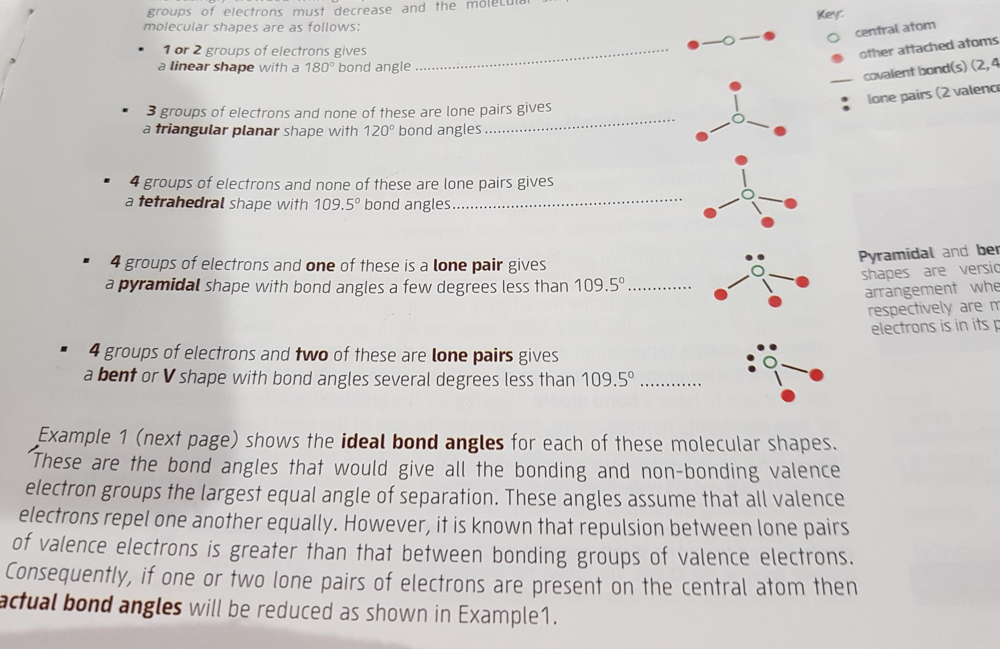 groups of electrons must decrease and the molecular
molecular shapes are as follows:
▪ 1 or 2 groups of electrons gives
a linear shape with a 180º bond angle
▪ 3 groups of electrons and none of these are lone pairs gives
a triangular planar shape with 120º bond angles
▪ 4 groups of electrons and none of these are lone pairs gives
a tetrahedral shape with 109.5º bond angles
▪ 4 groups of electrons and one of these is a lone pair gives
a pyramidal shape with bond angles a few degrees less than 109.5º
▪ 4 groups of electrons and two of these are lone pairs gives
a bent or V shape with bond angles several degrees less than 109.5º
Example 1 (next page) shows the ideal bond angles for each of these molecular shapes.
These are the bond angles that would give all the bonding and non-bonding valence
electron groups the largest equal angle of separation. These angles assume that all valence
electrons repel one another equally. However, it is known that repulsion between lone pairs
of valence electrons is greater than that between bonding groups of valence electrons.
Consequently, if one or two lone pairs of electrons are present on the central atom then
actual bond angles will be reduced as shown in Example1.
Key:
central atom
other attached atoms
covalent bond(s) (2, 4
lone pairs (2 valence
Pyramidal and
shapes are
arrangement
respectively are
electrons is in its